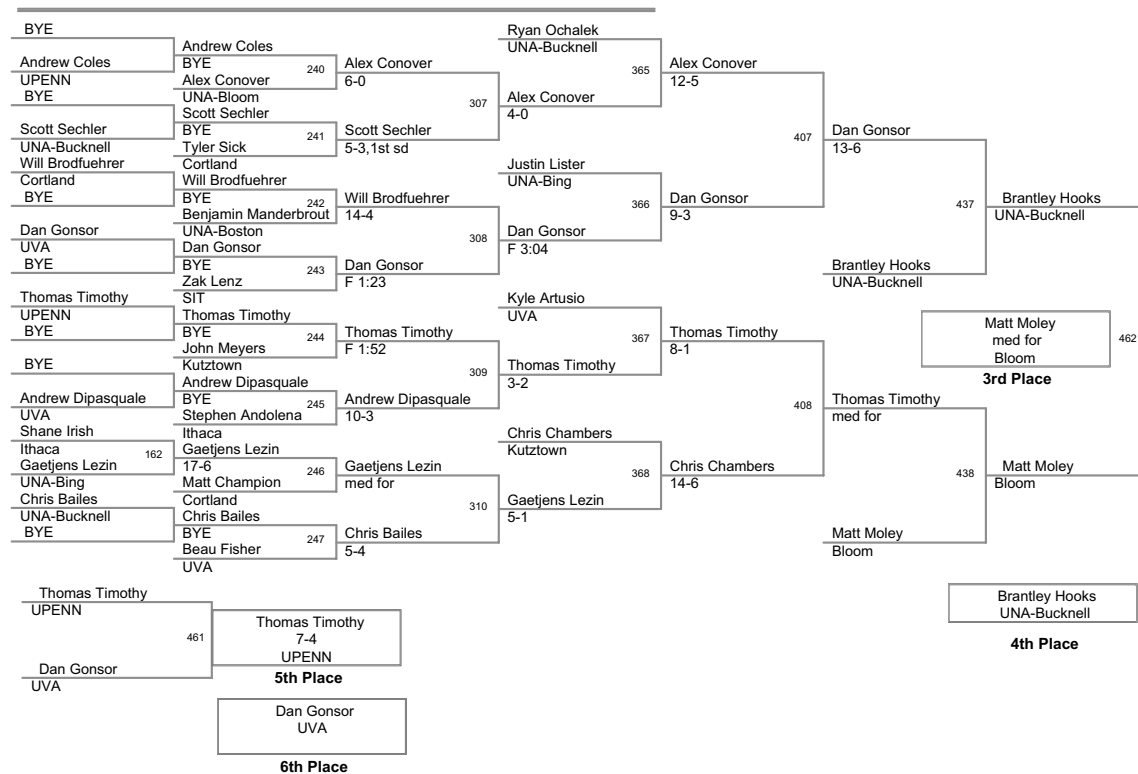 BYE
Andrew Coles
UPENN
BYE
Scott Sechler
UNA-Bucknell
Will Brodfuehrer
Cortland
BYE
Dan Gonsor
UVA
BYE
Thomas Timothy
UPENN
BYE
BYE
Andrew Dipasquale
UVA
Shane Irish
Ithaca
162
Gaetjens Lezin
UNA-Bing
Chris Bailes
UNA-Bucknell
BYE
Andrew Coles
BYE
240
Alex Conover
UNA-Bloom
Scott Sechler
BYE
241
Tyler Sick
Cortland
Will Brodfuehrer
BYE
242
Benjamin Manderbrout
UNA-Boston
Dan Gonsor
BYE
243
Zak Lenz
SIT
Thomas Timothy
BYE
244
John Meyers
Kutztown
Andrew Dipasquale
BYE
245
Stephen Andolena
Ithaca
Gaetjens Lezin
17-6
246
Matt Champion
Cortland
Chris Bailes
BYE
247
Beau Fisher
UVA
Alex Conover
6-0
307
Scott Sechler
5-3,1st sd
Will Brodfuehrer
14-4
308
Dan Gonsor
F 1:23
Thomas Timothy
F 1:52
309
Andrew Dipasquale
10-3
Gaetjens Lezin
med for
310
Chris Bailes
5-4
Ryan Ochalek
UNA-Bucknell
365
Alex Conover
4-0
Justin Lister
UNA-Bing
366
Dan Gonsor
F 3:04
Kyle Artusio
UVA
367
Thomas Timothy
3-2
Chris Chambers
Kutztown
368
Gaetjens Lezin
5-1
Alex Conover
12-5
407
Dan Gonsor
9-3
Thomas Timothy
8-1
408
Chris Chambers
14-6
Dan Gonsor
13-6
437
Brantley Hooks
UNA-Bucknell
Thomas Timothy
med for
438
Matt Moley
Bloom
Brantley Hooks
UNA-Bucknell
Matt Moley
med for
Bloom
462
3rd Place
Matt Moley
Bloom
Brantley Hooks
UNA-Bucknell
4th Place
Thomas Timothy
UPENN
461
Dan Gonsor
UVA
Thomas Timothy
7-4
UPENN
5th Place
Dan Gonsor
UVA
6th Place